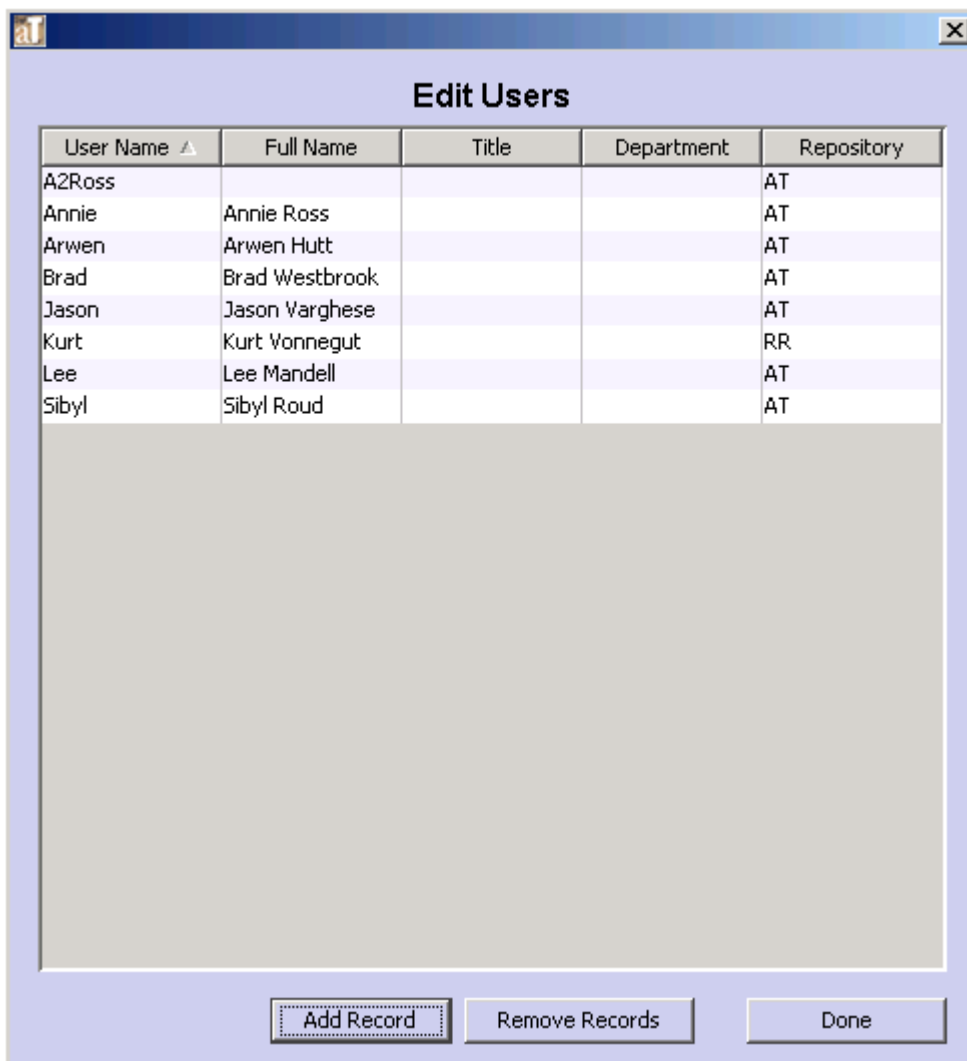 aT
Edit Users
User Name Full Name Title Department Repository
A2Ross AT
Annie Annie Ross AT
Arwen Arwen Hutt AT
Brad Brad Westbrook AT
Jason Jason Varghese AT
Kurt Kurt Vonnegut RR
Lee Lee Mandell AT
Sibyl Sibyl Roud AT
Add Record Remove Records Done